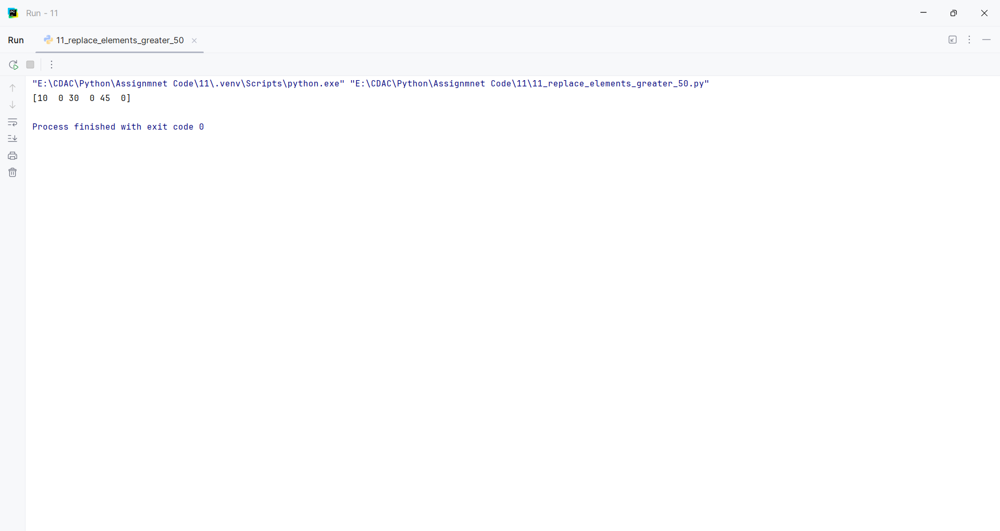 PC
Run - 11
Run 11_replace_elements_greater_50
"E:\CDAC\Python\Assignmnet Code\11\.venv\Scripts\python.exe" "E:\CDAC\Python\Assignmnet Code\11\11_replace_elements_greater_50.py"
[10  0 30  0 45  0]
Process finished with exit code 0